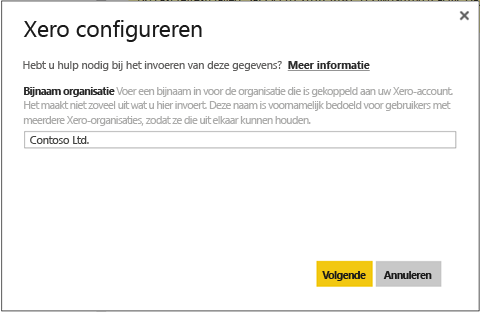 Xero configureren
Hebt u hulp nodig bij het invoeren van deze gegevens? Meer informatie
Bijnaam organisatie Voer een bijnaam in voor de organisatie die is gekoppeld aan uw Xero-account.
Het maakt niet zoveel uit wat u hier invoert. Deze naam is voornamelijk bedoeld voor gebruikers met
meerdere Xero-organisaties, zodat ze die uit elkaar kunnen houden.
Contoso Ltd.
Volgende Annuleren